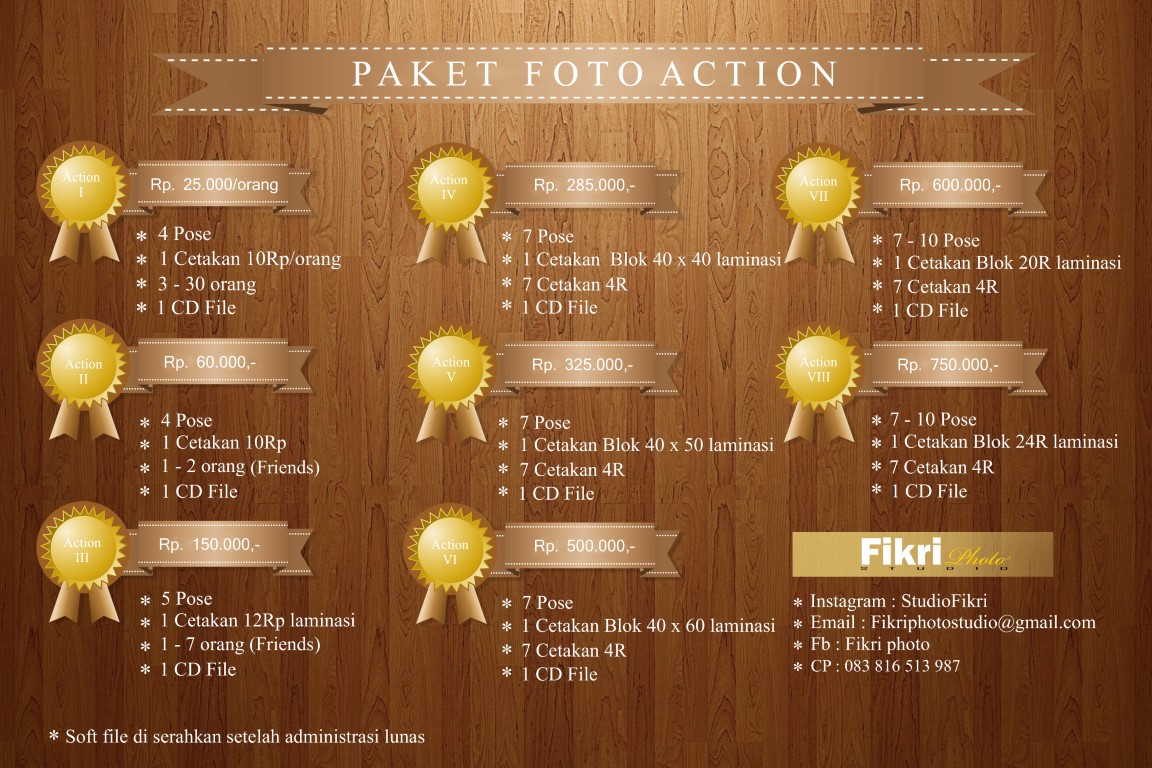 PAKET FOTO ACTION
Action
I
Rp. 25.000/orang
* 4 Pose
* 1 Cetakan 10Rp/orang
* 3 - 30 orang
* 1 CD File
Action
II
Rp. 60.000,-
* 4 Pose
* 1 Cetakan 10Rp
* 1 - 2 orang (Friends)
* 1 CD File
Action
III
Rp. 150.000,-
* 5 Pose
* 1 Cetakan 12Rp laminasi
* 1 - 7 orang (Friends)
* 1 CD File
Action
IV
Rp. 285.000,-
* 7 Pose
* 1 Cetakan Blok 40 x 40 laminasi
* 7 Cetakan 4R
* 1 CD File
Action
V
Rp. 325.000,-
* 7 Pose
* 1 Cetakan Blok 40 x 50 laminasi
* 7 Cetakan 4R
* 1 CD File
Action
VI
Rp. 500.000,-
* 7 Pose
* 1 Cetakan Blok 40 x 60 laminasi
* 7 Cetakan 4R
* 1 CD File
Action
VII
Rp. 600.000,-
* 7 - 10 Pose
* 1 Cetakan Blok 20R laminasi
* 7 Cetakan 4R
* 1 CD File
Action
VIII
Rp. 750.000,-
* 7 - 10 Pose
* 1 Cetakan Blok 24R laminasi
* 7 Cetakan 4R
* 1 CD File
Fikri Photo
STUDIO
* Instagram : StudioFikri
* Email : Fikriphotostudio@gmail.com
* Fb : Fikri photo
* CP : 083 816 513 987
* Soft file di serahkan setelah administrasi lunas